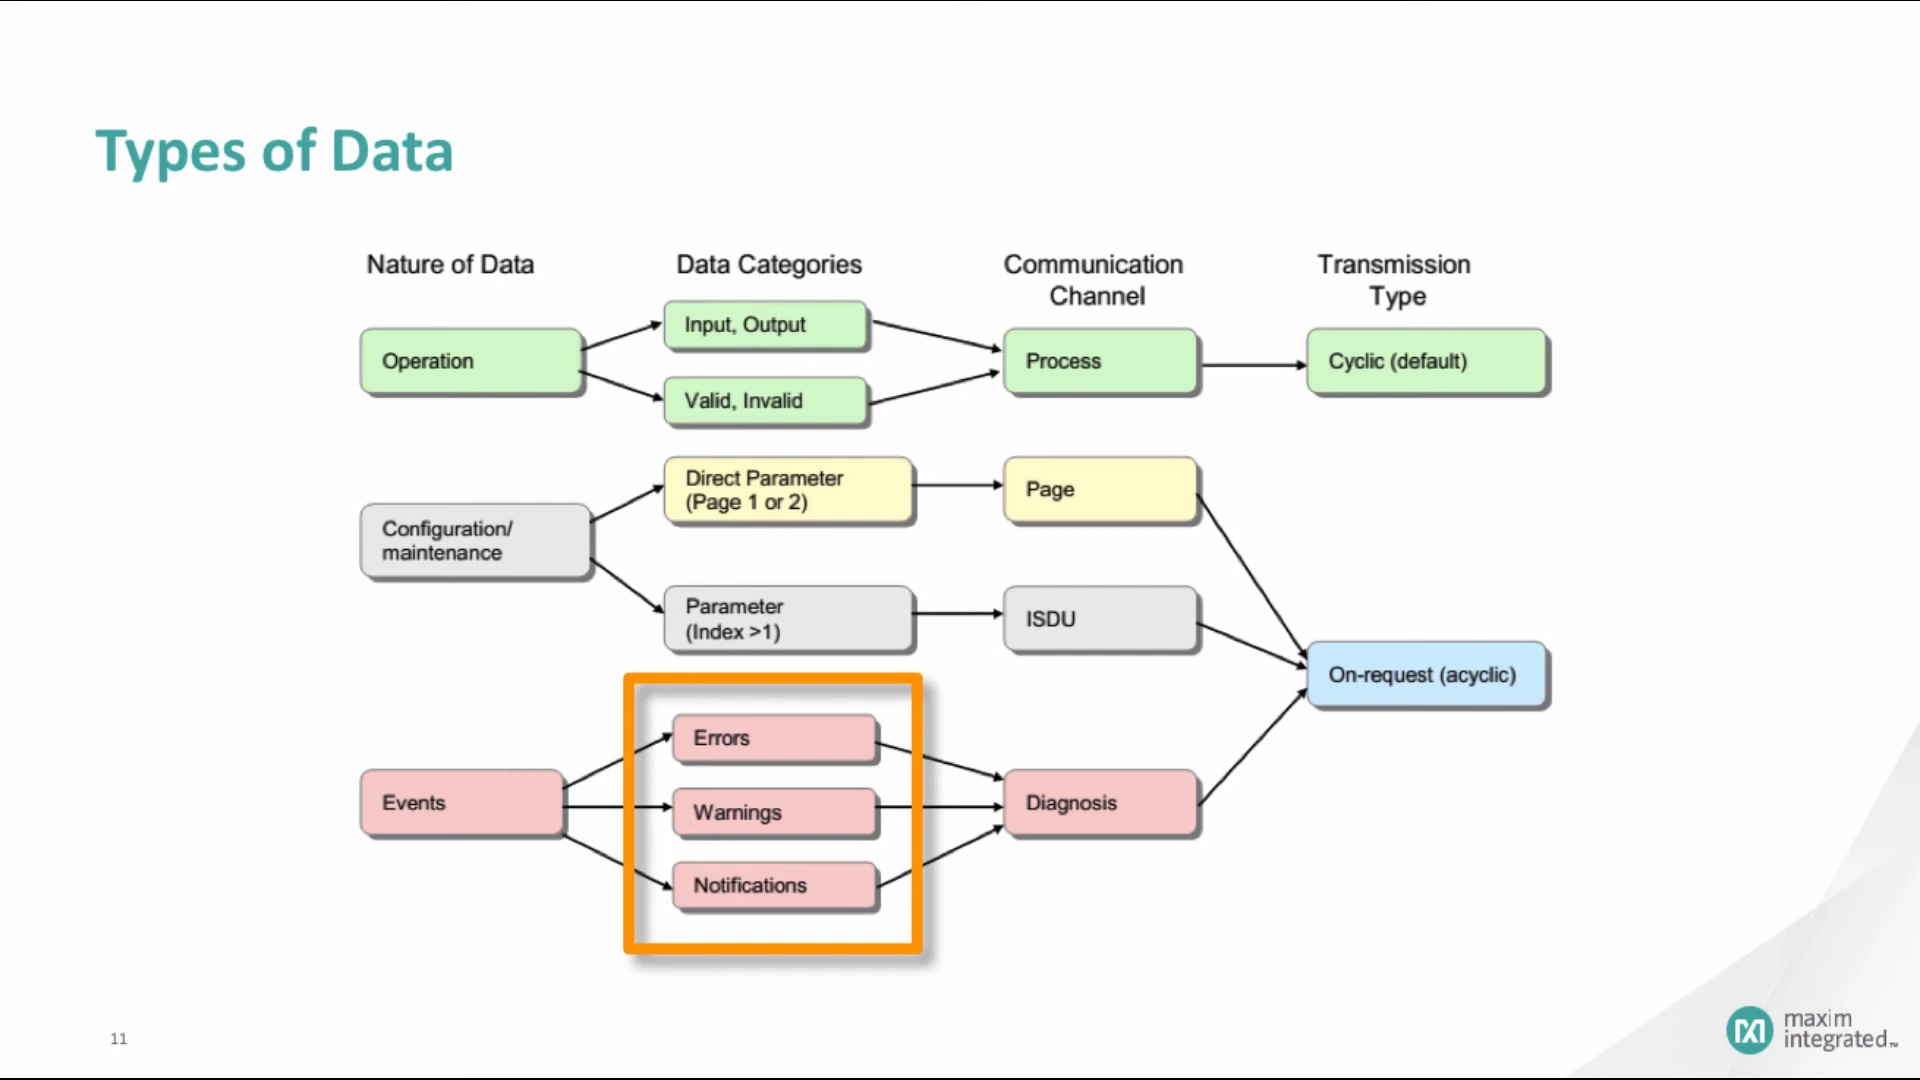 Types of Data
Nature of Data
Data Categories
Communication
Channel
Transmission
Type
Operation
Input, Output
Valid, Invalid
Process
Cyclic (default)
Configuration/
maintenance
Direct Parameter
(Page 1 or 2)
Page
Parameter
(Index >1)
ISDU
On-request (acyclic)
Events
Errors
Warnings
Notifications
Diagnosis
11
maxim
integrated™